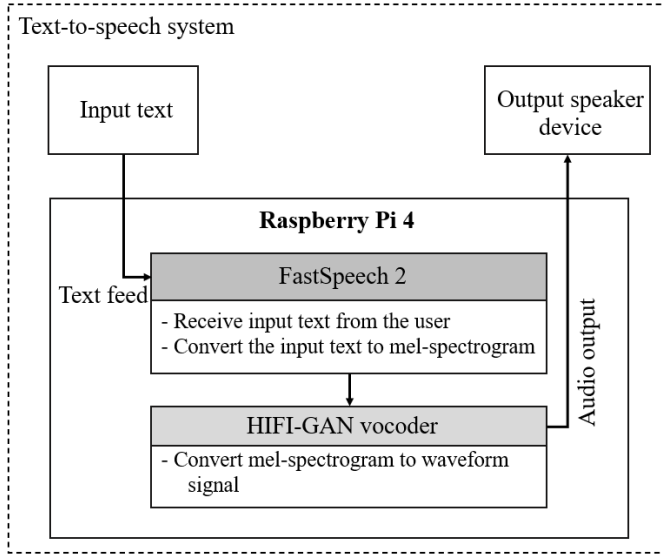 Text-to-speech system
Input text
Output speaker
device
Raspberry Pi 4
Text feed
FastSpeech 2
- Receive input text from the user
- Convert the input text to mel-spectrogram
HIFI-GAN vocoder
- Convert mel-spectrogram to waveform
signal
Audio output